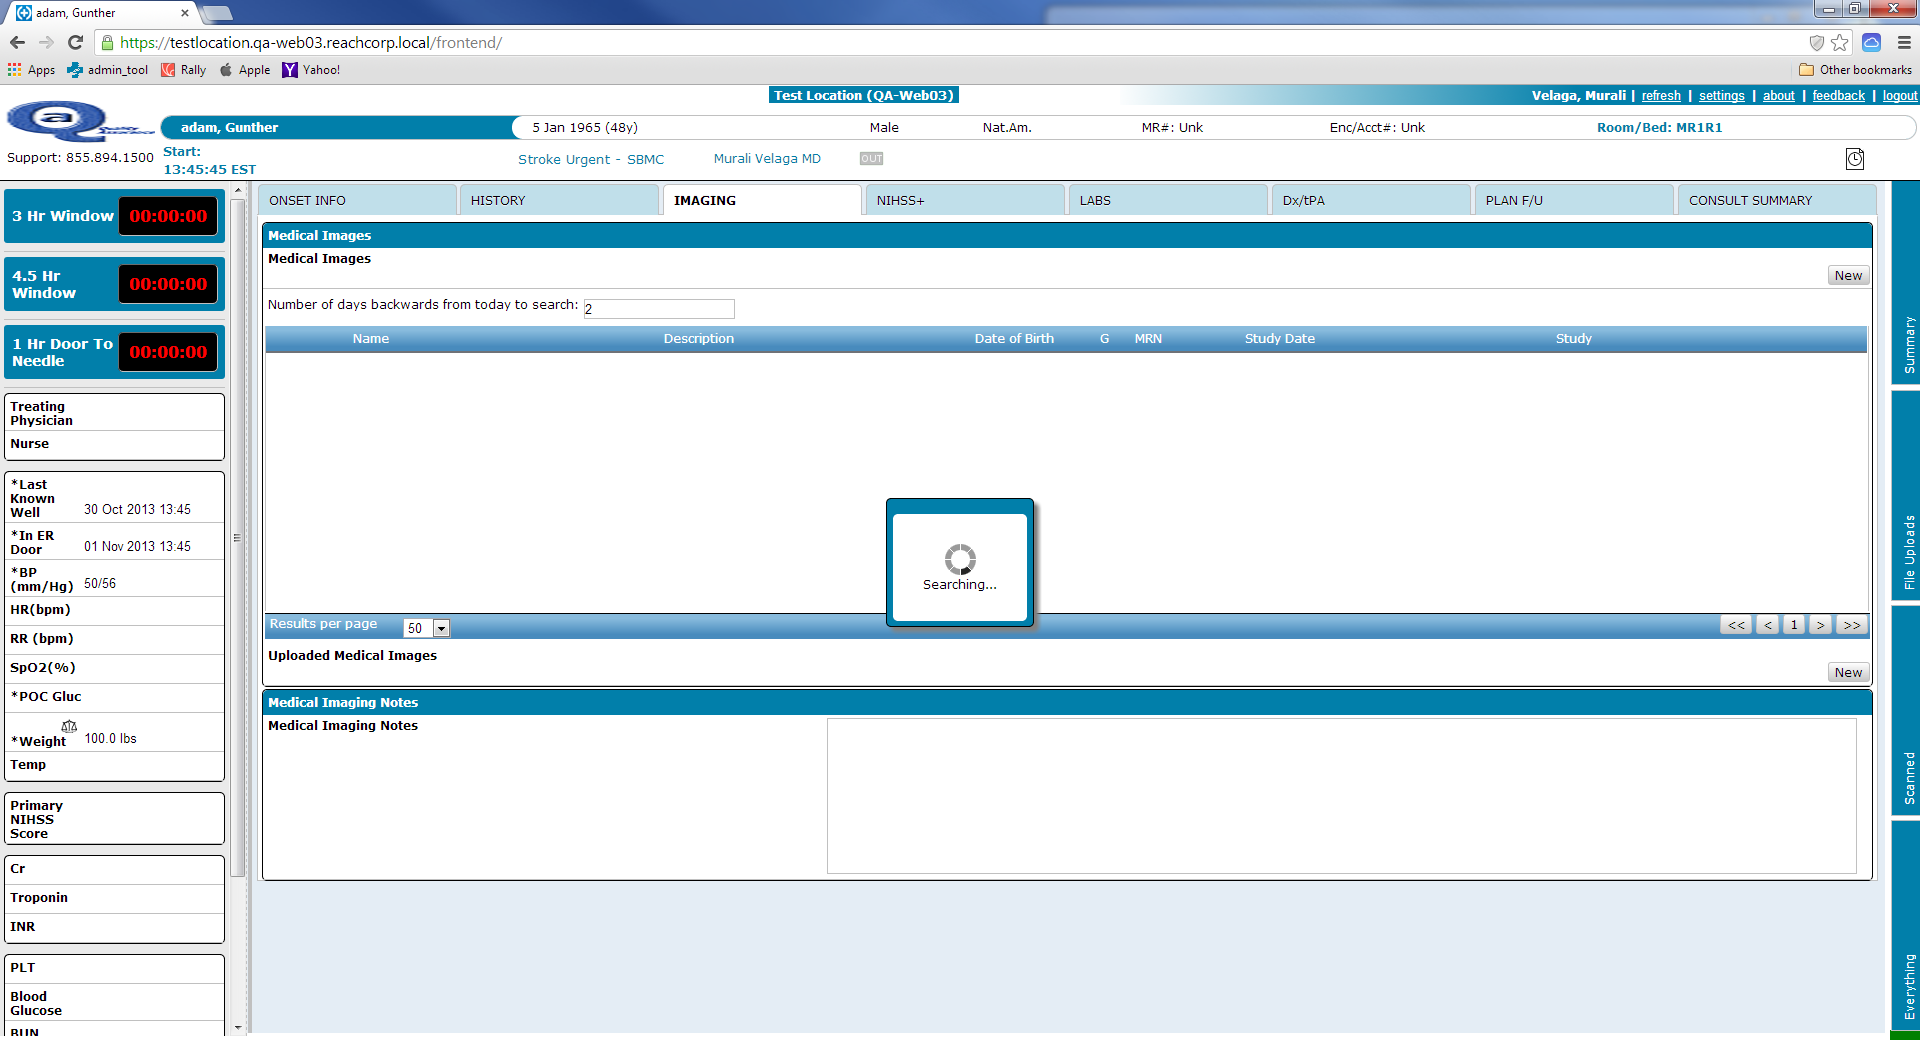 adam, Gunther
https://testlocation.qa-web03.reachcorp.local/frontend/
Apps admin_tool Rally Apple Yahoo! Other bookmarks
Test Location (QA-Web03) Velaga, Murali | refresh | settings | about | feedback | logout
a Quality Assurance
adam, Gunther 5 Jan 1965 (48y) Male Nat.Am. MR#: Unk Enc/Acct#: Unk Room/Bed: MR1R1
Support: 855.894.1500 Start: 13:45:45 EST Stroke Urgent - SBMC Murali Velaga MD OUT
3 Hr Window 00:00:00
4.5 Hr Window 00:00:00
1 Hr Door To Needle 00:00:00
Treating Physician
Nurse
*Last Known Well 30 Oct 2013 13:45
*In ER Door 01 Nov 2013 13:45
*BP (mm/Hg) 50/56
HR(bpm)
RR (bpm)
SpO2(%)
*POC Gluc
*Weight 100.0 lbs
Temp
Primary NIHSS Score
Cr
Troponin
INR
PLT
Blood Glucose
BUN
ONSET INFO HISTORY IMAGING NIHSS+ LABS Dx/tPA PLAN F/U CONSULT SUMMARY
Medical Images
Medical Images
New
Number of days backwards from today to search: 2
Name Description Date of Birth G MRN Study Date Study
Searching...
Results per page 50 << < 1 > >>
Uploaded Medical Images
New
Medical Imaging Notes
Medical Imaging Notes
Summary
File Uploads
Scanned
Everything